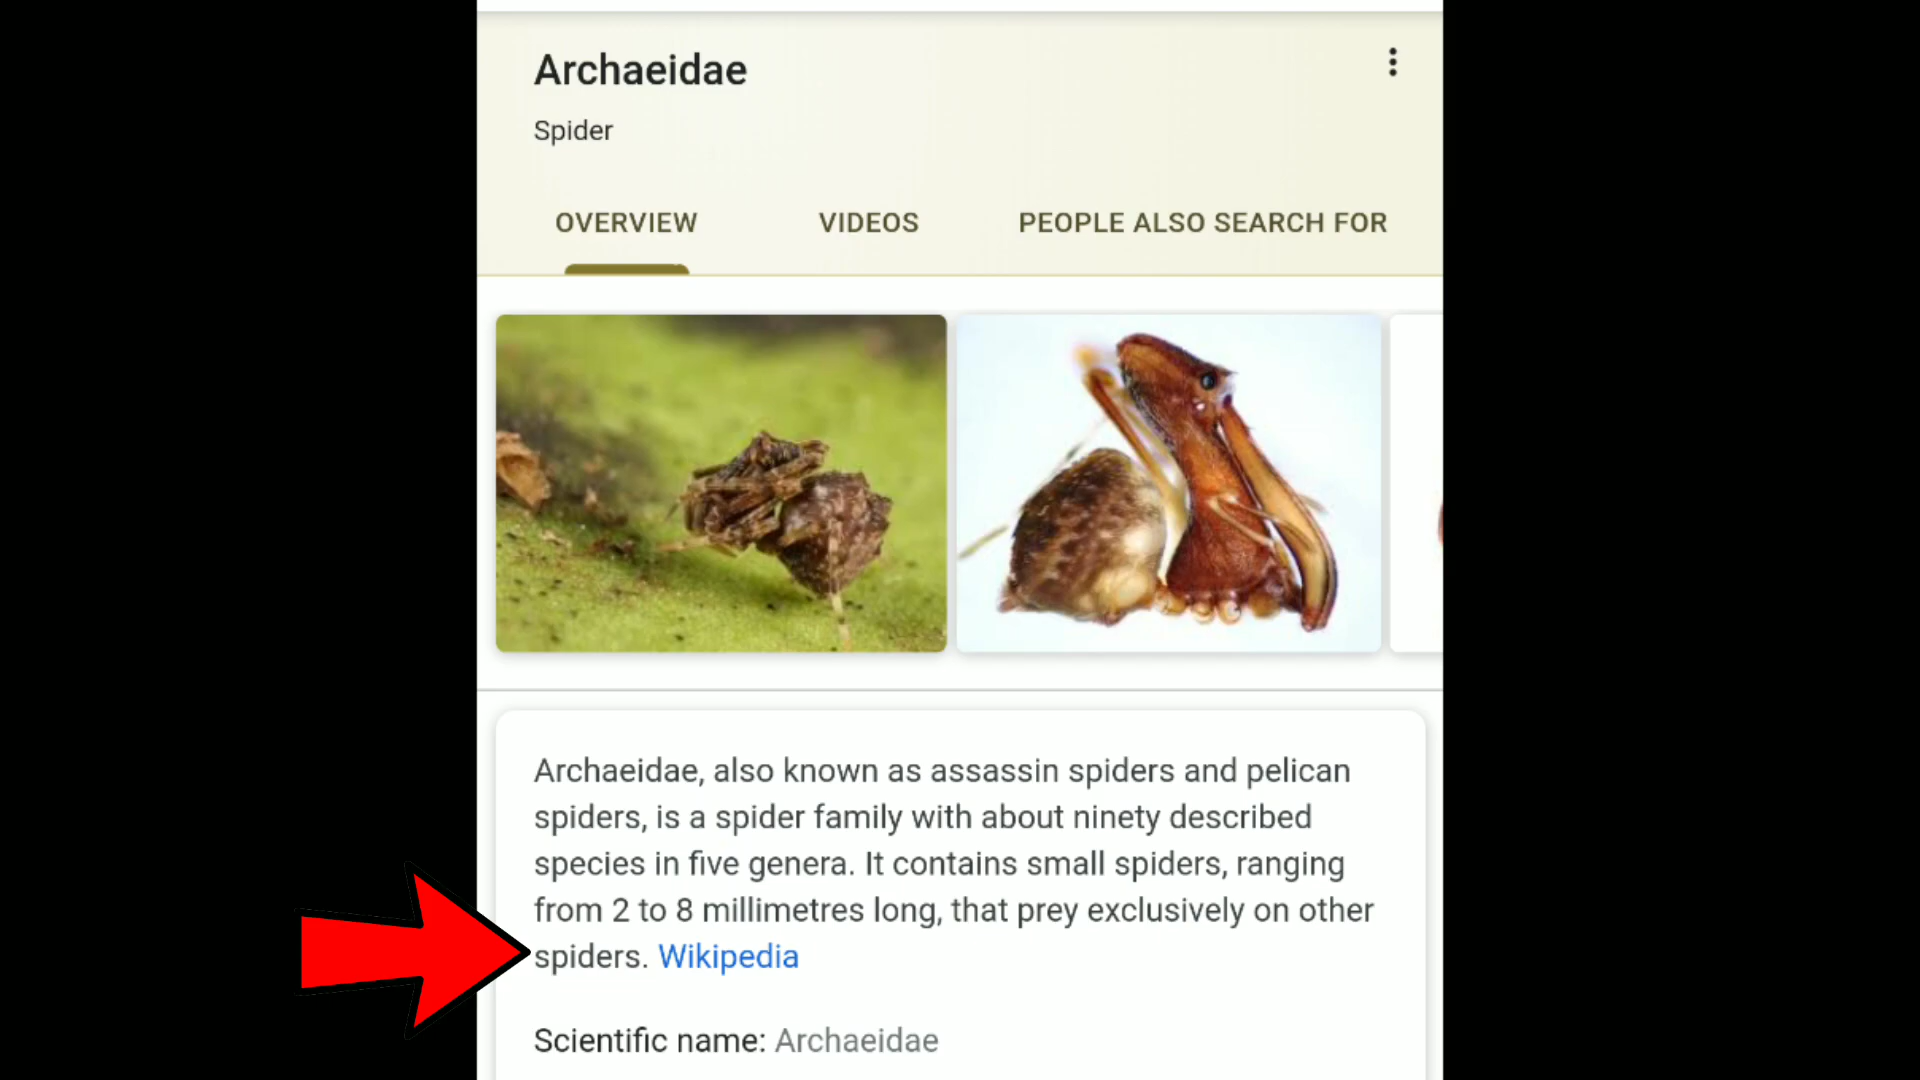 Archaeidae
Spider
OVERVIEW VIDEOS PEOPLE ALSO SEARCH FOR
Archaeidae, also known as assassin spiders and pelican
spiders, is a spider family with about ninety described
species in five genera. It contains small spiders, ranging
from 2 to 8 millimetres long, that prey exclusively on other
spiders. Wikipedia
Scientific name: Archaeidae